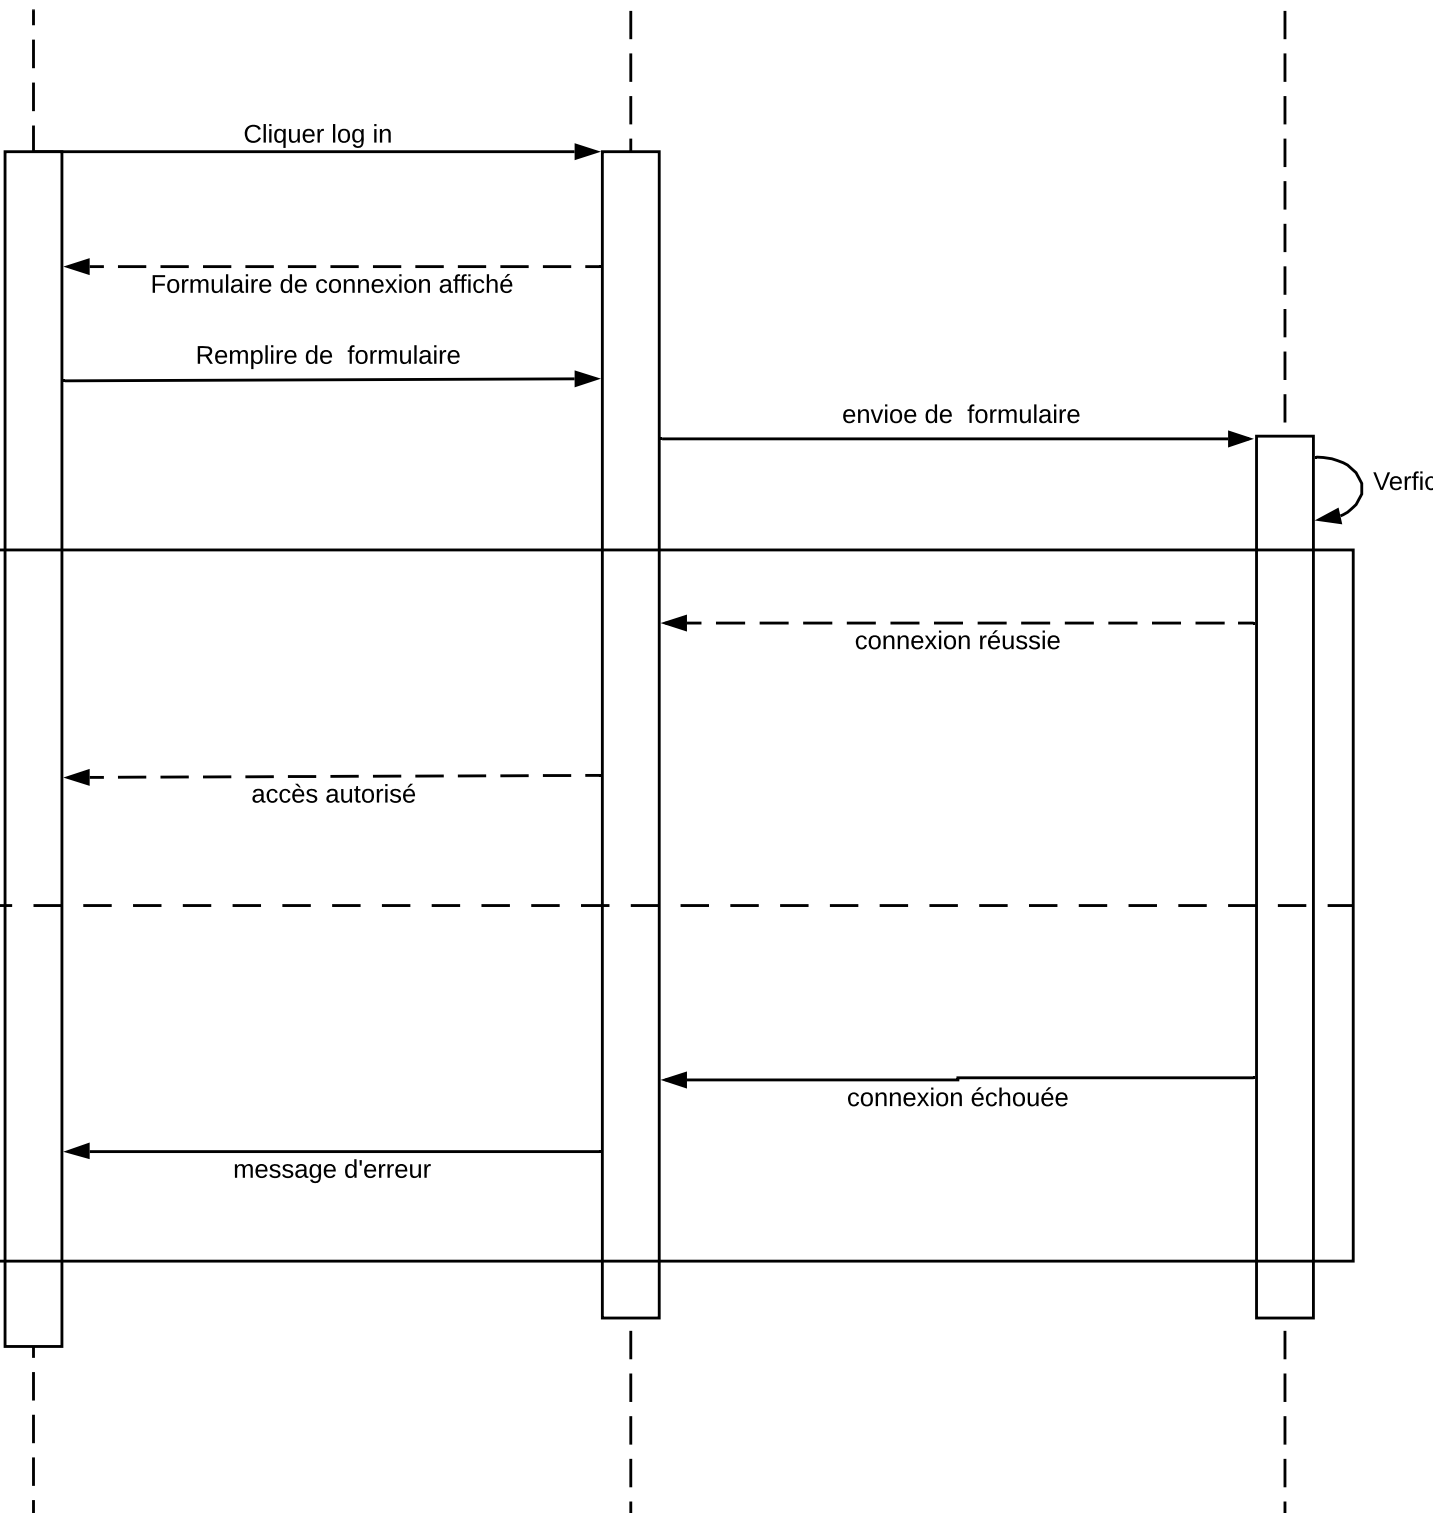 Cliquer log in
Formulaire de connexion affiché
Remplire de  formulaire
envioe de  formulaire
connexion réussie
accès autorisé
connexion échouée
message d'erreur